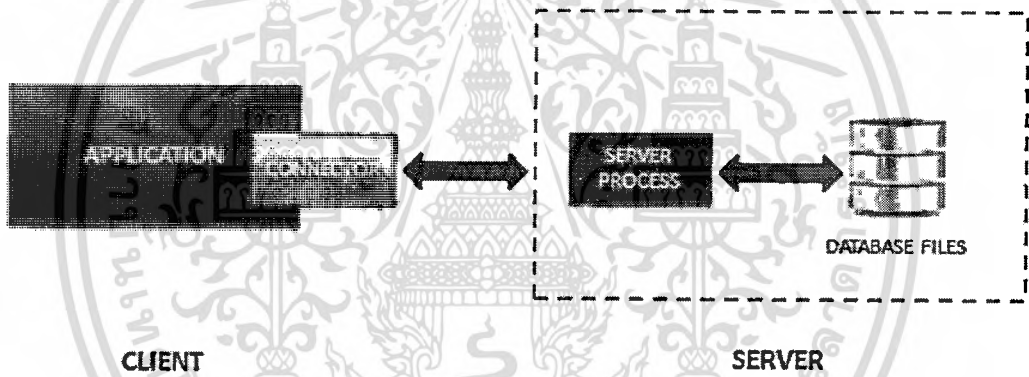 APPLICATION
CONNECTOR
SERVER
PROCESS
DATABASE FILES
CLIENT
SERVER